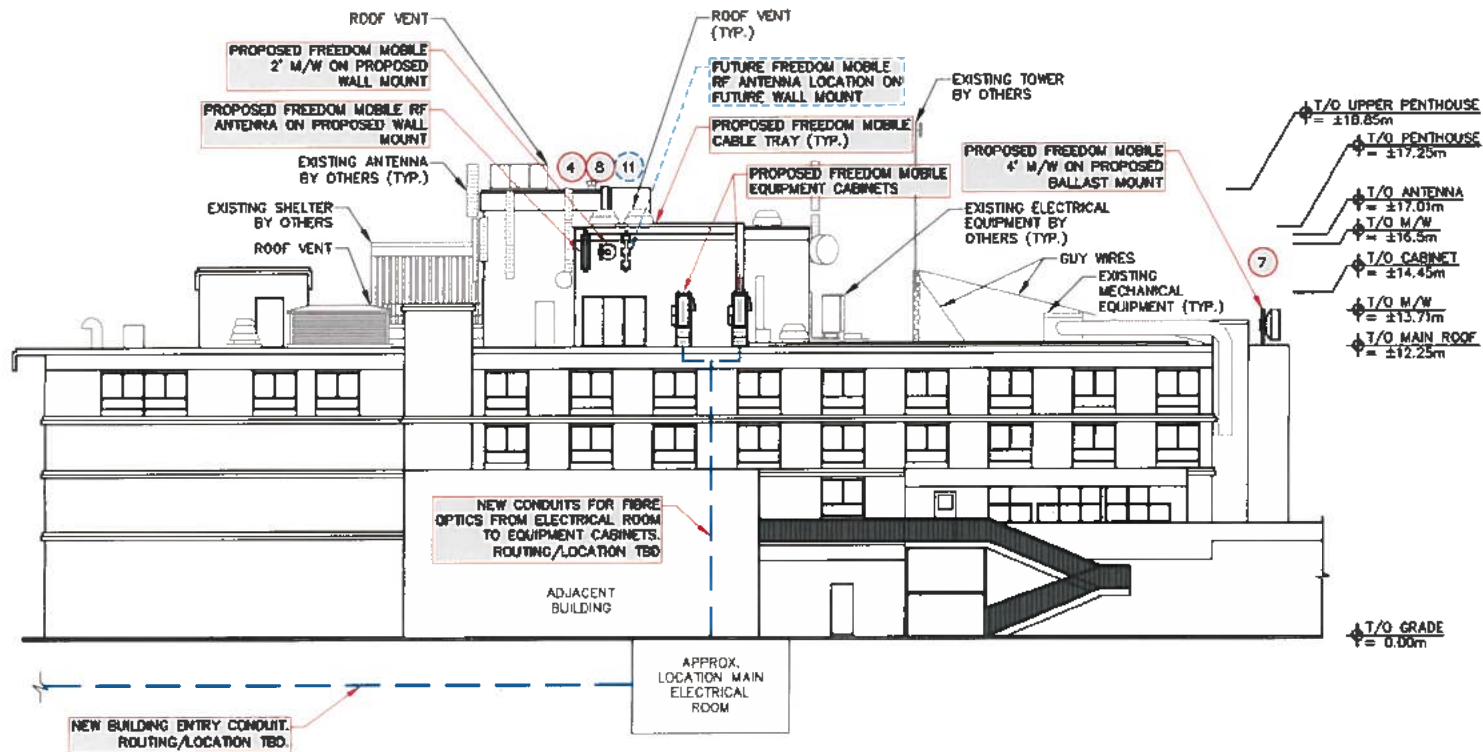 ROOF VENT
ROOF VENT
(TYP.)
PROPOSED FREEDOM MOBILE
2' M/W ON PROPOSED
WALL MOUNT
FUTURE FREEDOM MOBILE
RF ANTENNA LOCATION ON
FUTURE WALL MOUNT
EXISTING TOWER
BY OTHERS
PROPOSED FREEDOM MOBILE RF
ANTENNA ON PROPOSED WALL
MOUNT
PROPOSED FREEDOM MOBILE
CABLE TRAY (TYP.)
T/O UPPER PENTHOUSE
= ±18.85m
T/O PENTHOUSE
= ±17.25m
EXISTING ANTENNA
BY OTHERS (TYP.)
4
8
11
PROPOSED FREEDOM MOBILE
EQUIPMENT CABINETS
PROPOSED FREEDOM MOBILE
4' M/W ON PROPOSED
BALLAST MOUNT
EXISTING SHELTER
BY OTHERS
EXISTING ELECTRICAL
EQUIPMENT BY
OTHERS (TYP.)
T/O ANTENNA
= ±17.01m
T/O M/W
= ±16.5m
ROOF VENT
GUY WIRES
7
T/O CABINET
= ±14.45m
EXISTING
MECHANICAL
EQUIPMENT (TYP.)
T/O M/W
= ±13.71m
T/O MAIN ROOF
= ±12.25m
NEW CONDUITS FOR FIBRE
OPTICS FROM ELECTRICAL ROOM
TO EQUIPMENT CABINETS.
ROUTING/LOCATION TBD
ADJACENT
BUILDING
T/O GRADE
= 0.00m
APPROX.
LOCATION MAIN
ELECTRICAL
ROOM
NEW BUILDING ENTRY CONDUIT.
ROUTING/LOCATION TBD.